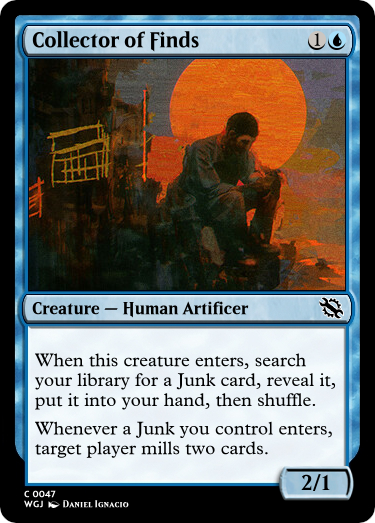 Collector of Finds 1
Creature — Human Artificer
When this creature enters, search
your library for a Junk card, reveal it,
put it into your hand, then shuffle.
Whenever a Junk you control enters,
target player mills two cards.
2/1
C 0047
WGJ Daniel Ignacio